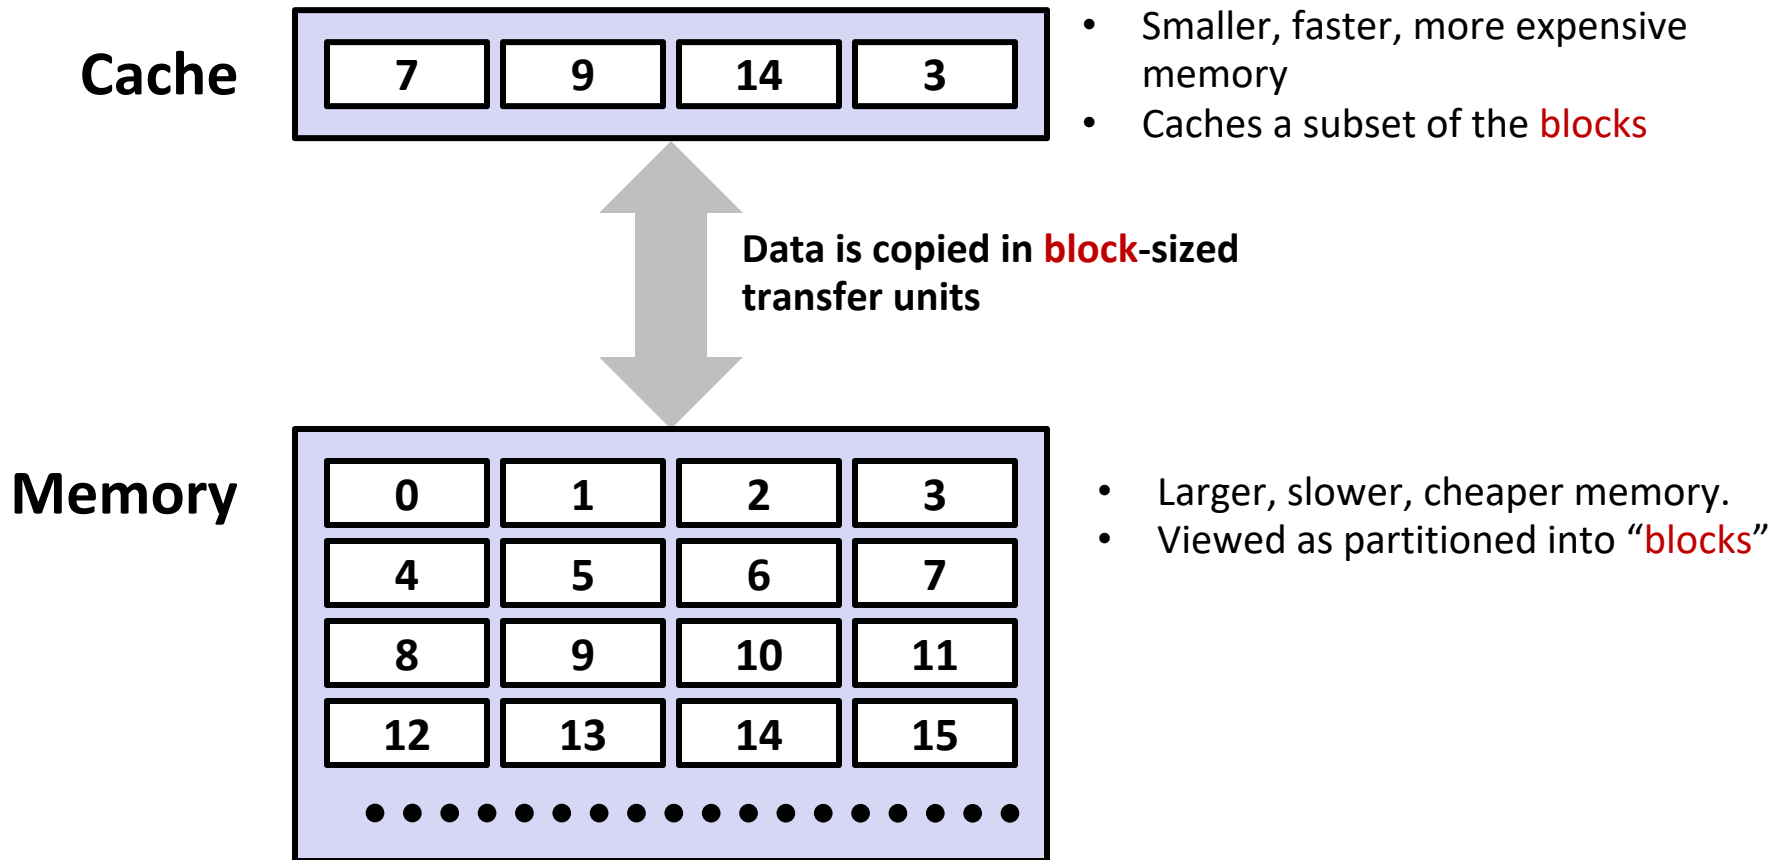 Cache
7 9 14 3
• Smaller, faster, more expensive
memory
• Caches a subset of the blocks
Data is copied in block-sized
transfer units
Memory
0 1 2 3
4 5 6 7
8 9 10 11
12 13 14 15
• Larger, slower, cheaper memory.
• Viewed as partitioned into “blocks”